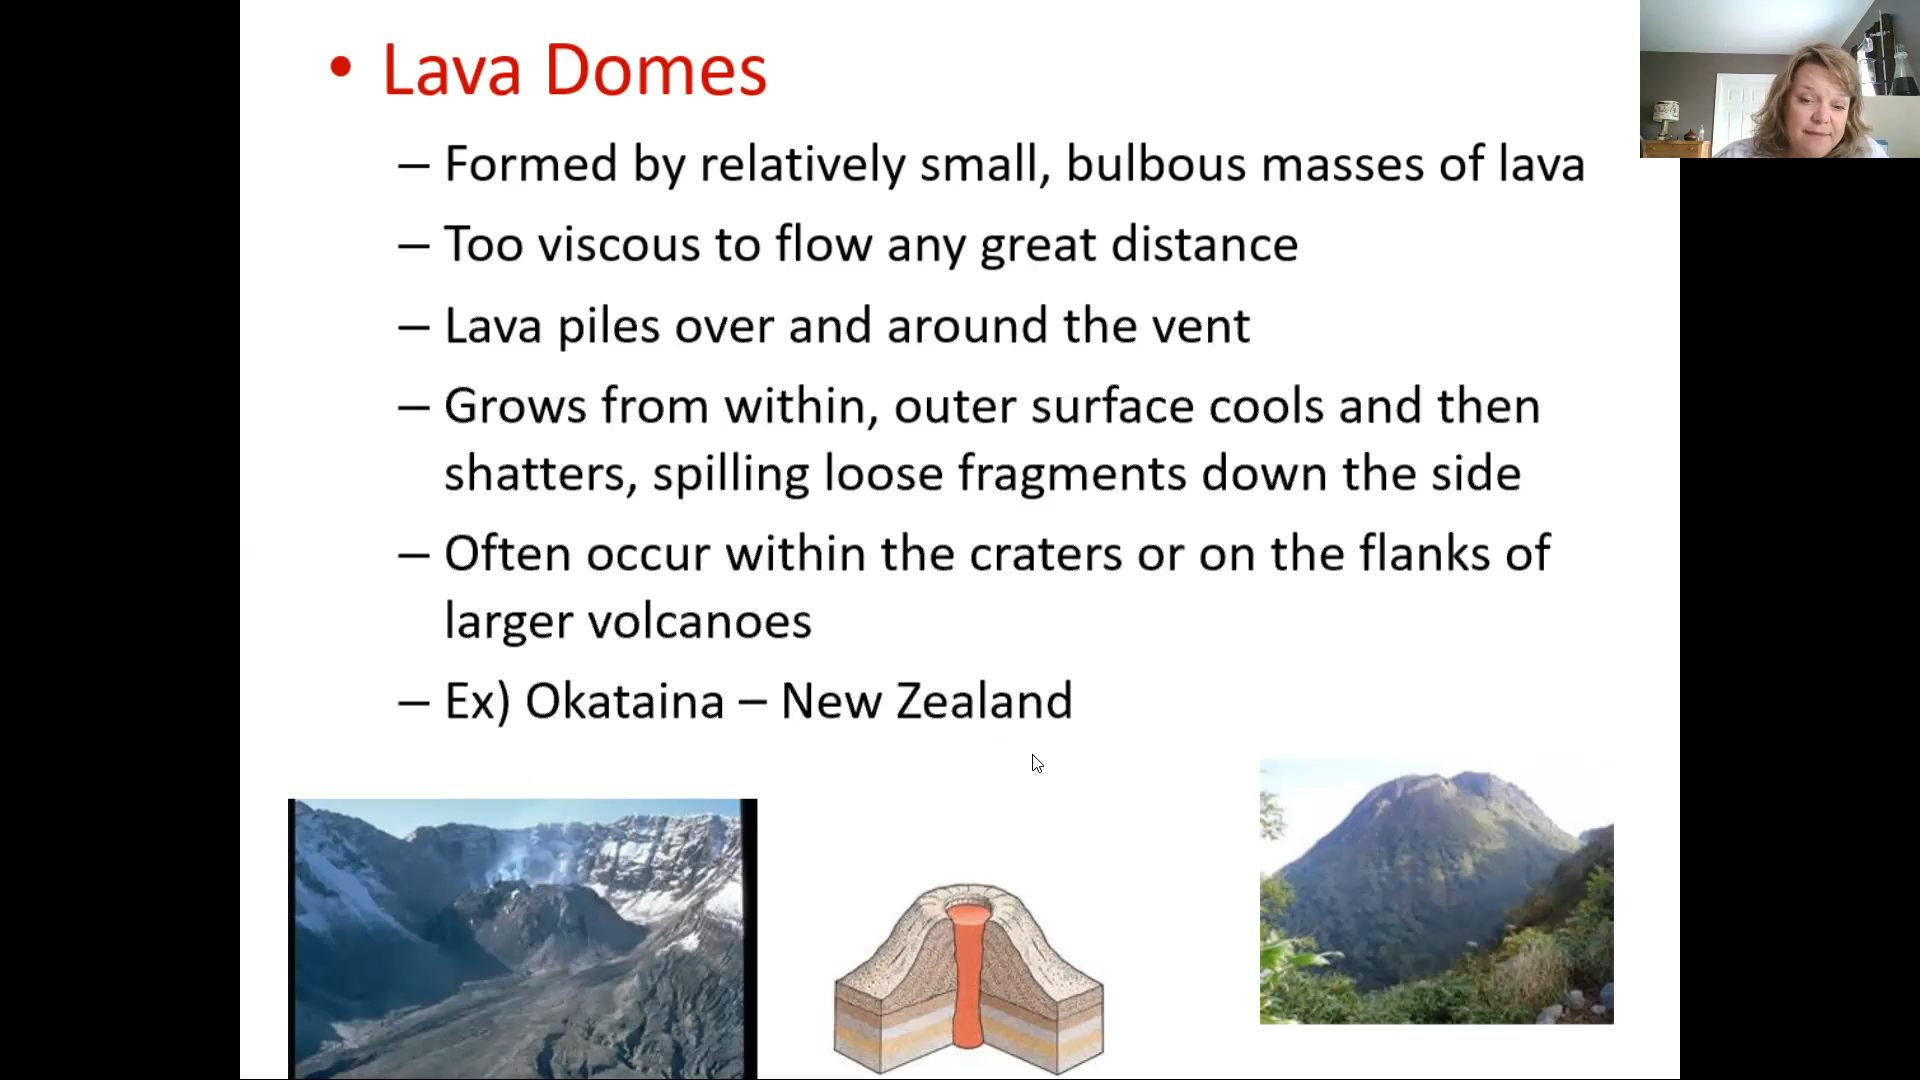 • Lava Domes
– Formed by relatively small, bulbous masses of lava
– Too viscous to flow any great distance
– Lava piles over and around the vent
– Grows from within, outer surface cools and then
shatters, spilling loose fragments down the side
– Often occur within the craters or on the flanks of
larger volcanoes
– Ex) Okataina – New Zealand